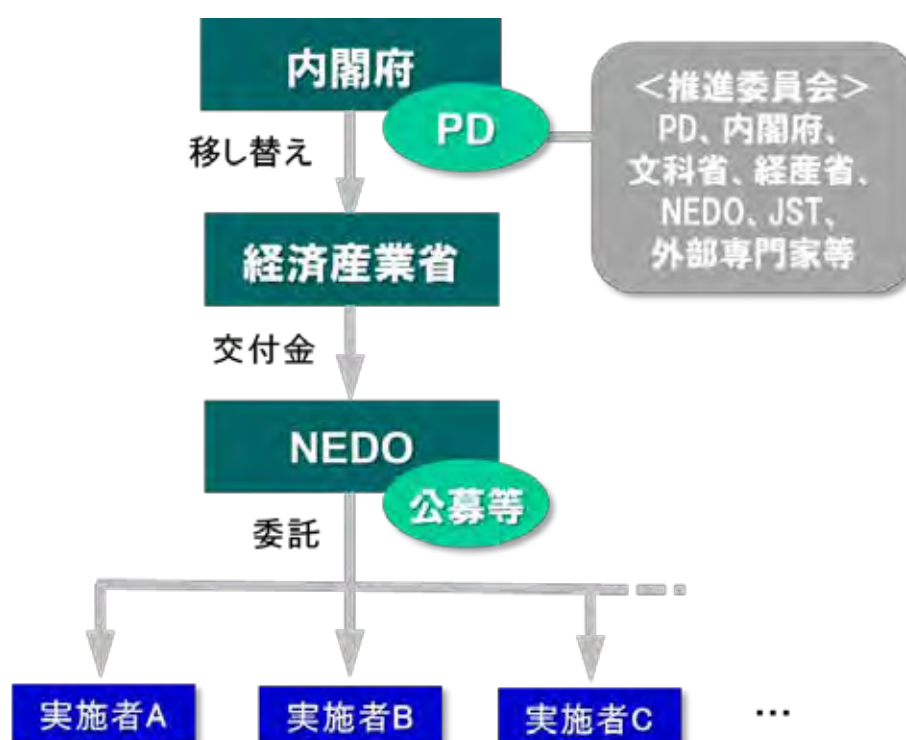 内閣府
PD
＜推進委員会＞
PD、内閣府、
文科省、経産省、
NEDO、JST、
外部専門家等
移し替え
経済産業省
交付金
NEDO
公募等
委託
実施者A
実施者B
実施者C
…